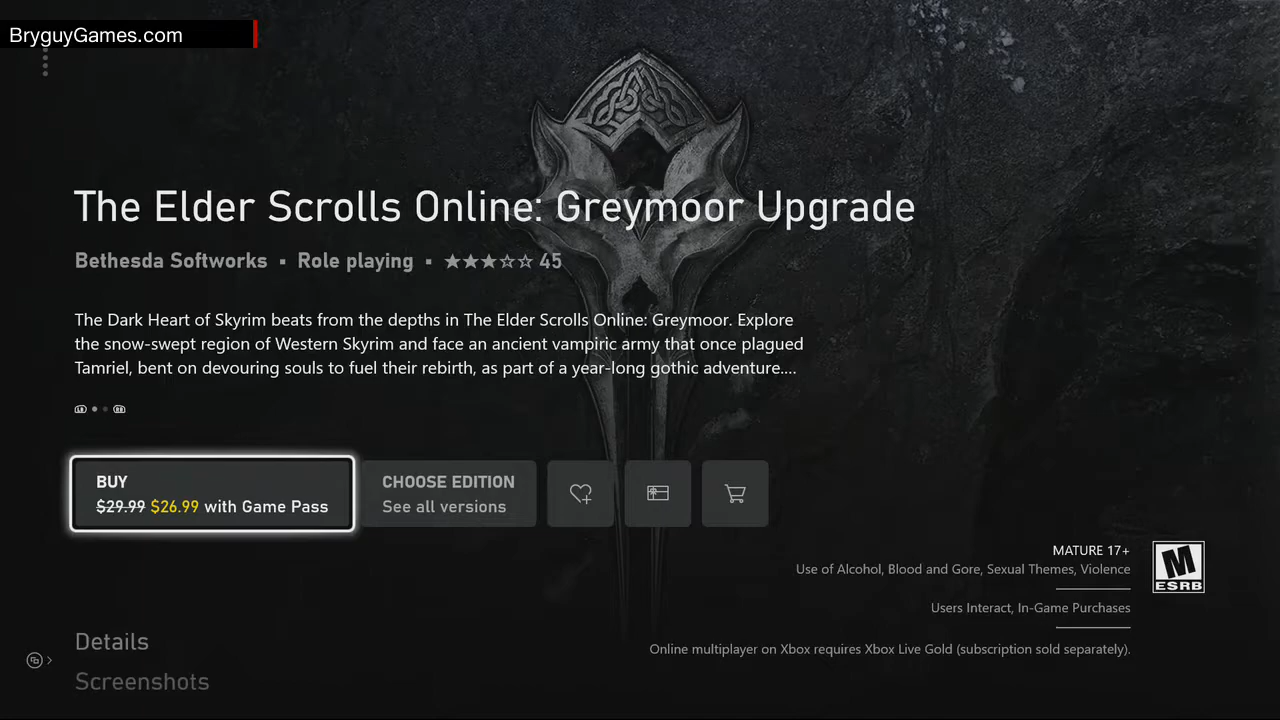 BryguyGames.com
The Elder Scrolls Online: Greymoor Upgrade
Bethesda Softworks ▪ Role playing ▪ ★★★☆☆ 45
The Dark Heart of Skyrim beats from the depths in The Elder Scrolls Online: Greymoor. Explore
the snow-swept region of Western Skyrim and face an ancient vampiric army that once plagued
Tamriel, bent on devouring souls to fuel their rebirth, as part of a year-long gothic adventure....
LB RB
BUY
$29.99 $26.99 with Game Pass
CHOOSE EDITION
See all versions
MATURE 17+
Use of Alcohol, Blood and Gore, Sexual Themes, Violence
M
ESRB
Users Interact, In-Game Purchases
Online multiplayer on Xbox requires Xbox Live Gold (subscription sold separately).
Details
Screenshots